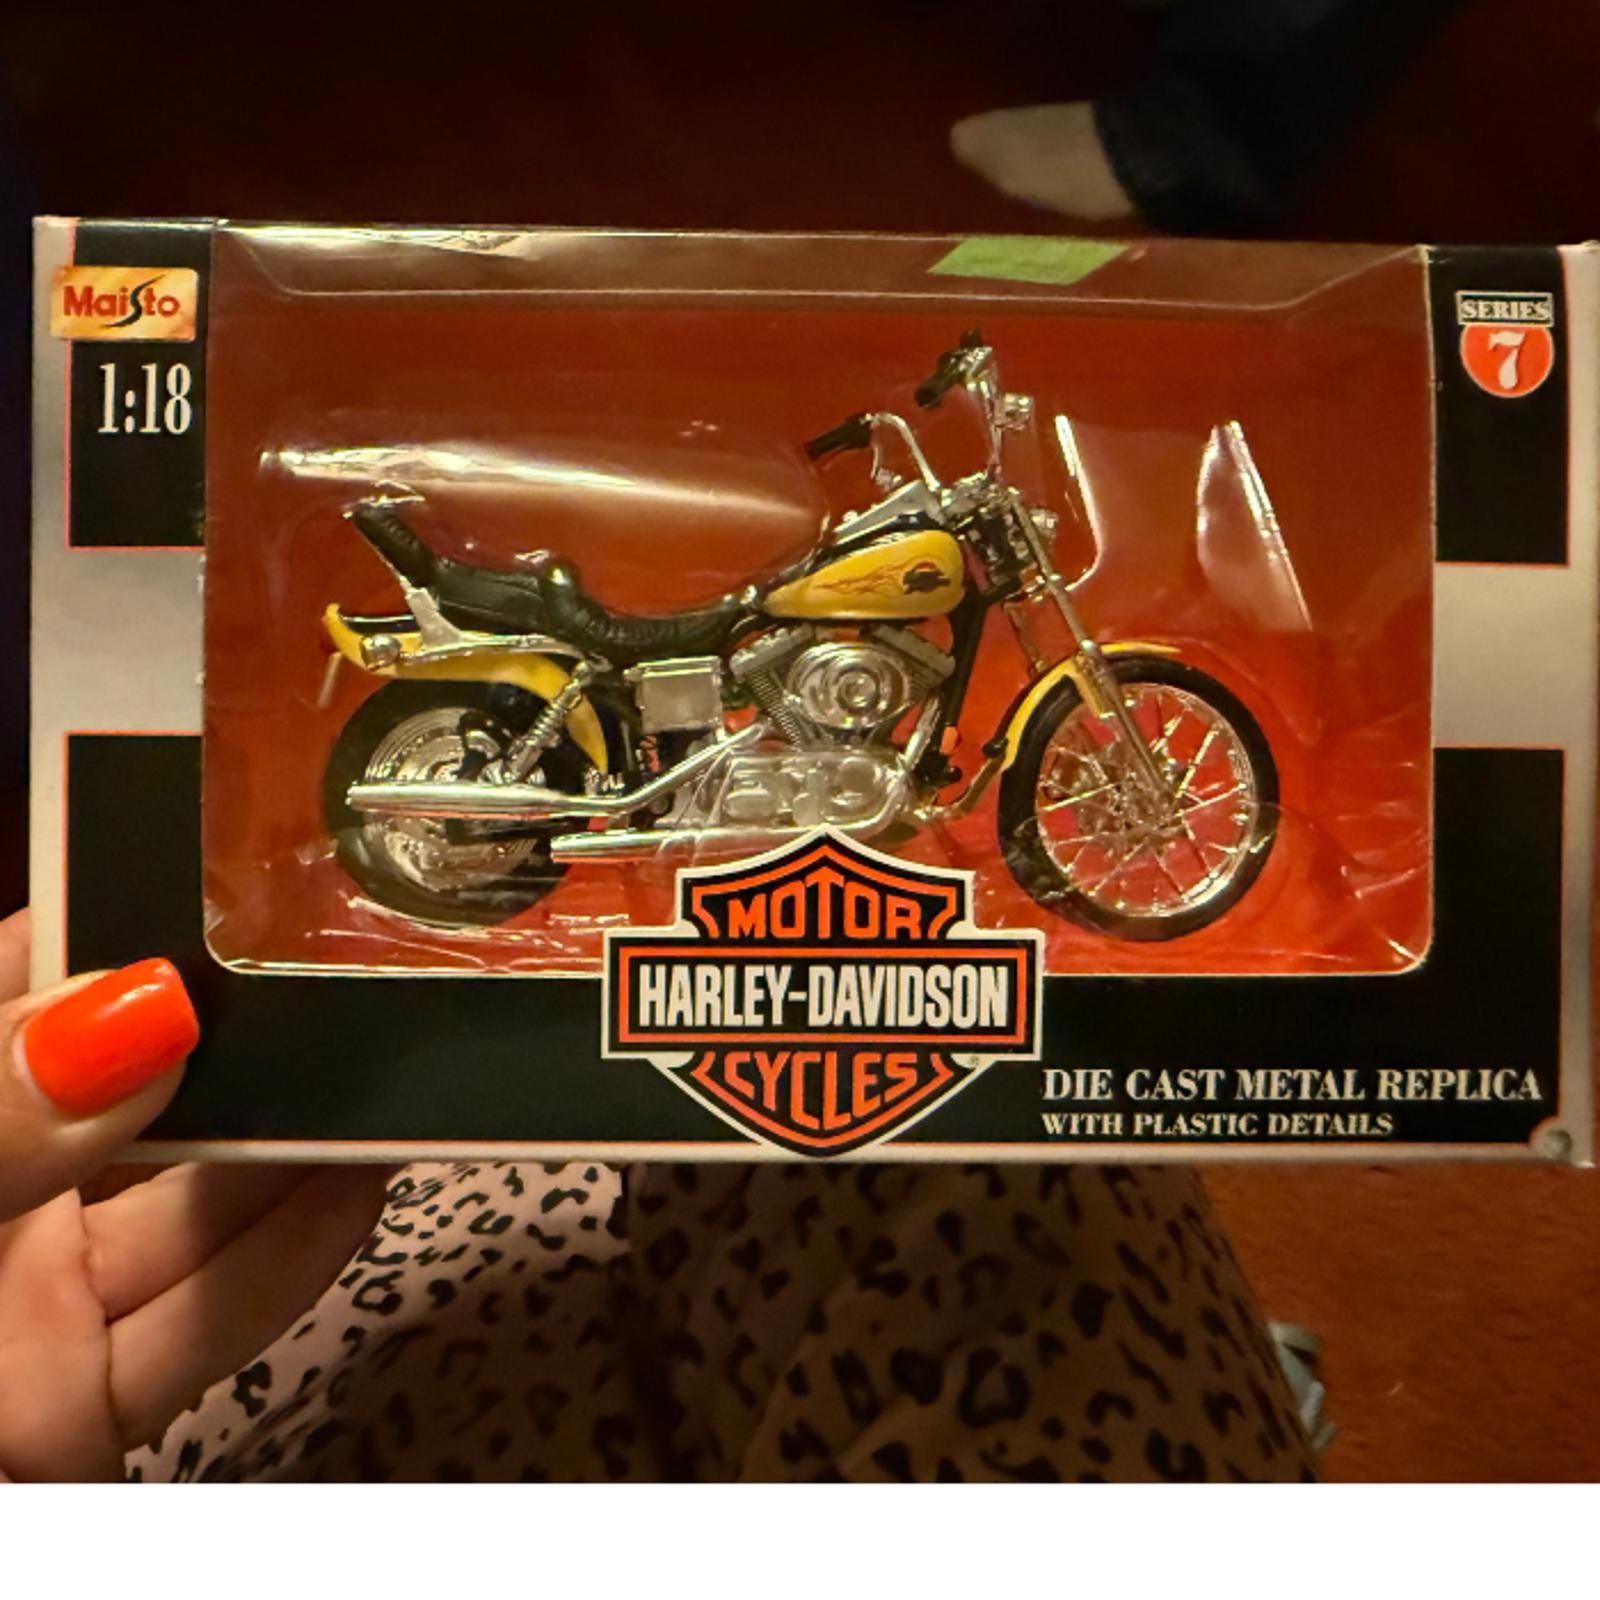 Maisto
1:18
SERIES
7
MOTOR
HARLEY-DAVIDSON
CYCLES
DIE CAST METAL REPLICA
WITH PLASTIC DETAILS